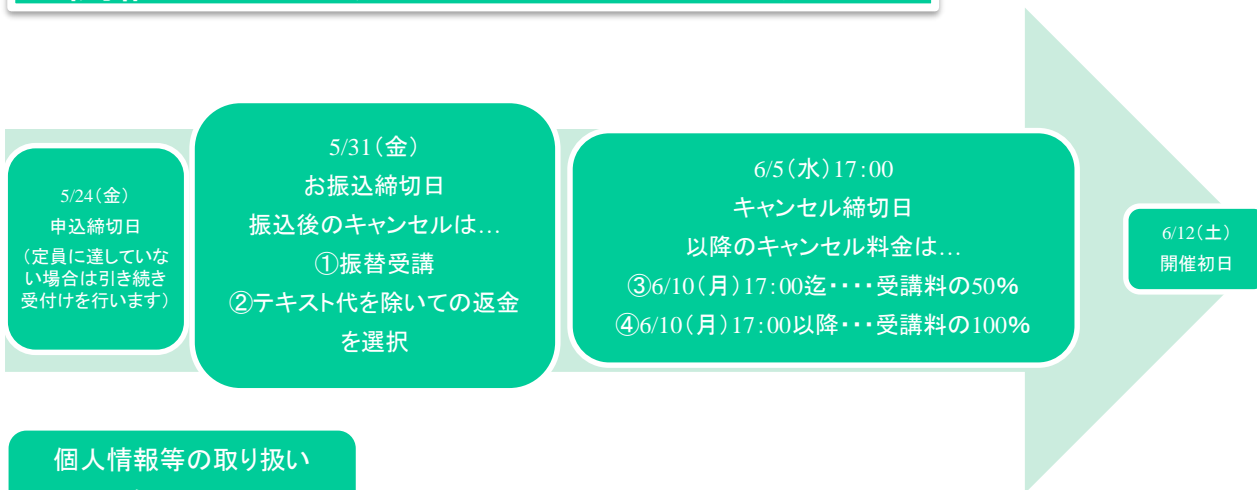 5/24(金)
申込締切日
(定員に達していな
い場合は引き続き
受付けを行います)
5/31(金)
お振込締切日
振込後のキャンセルは…
①振替受講
②テキスト代を除いての返金
を選択
6/5(水)17:00
キャンセル締切日
以降のキャンセル料金は…
③6/10(月)17:00迄・・・・受講料の50%
④6/10(月)17:00以降・・・受講料の100%
6/12(土)
開催初日
個人情報等の取り扱い